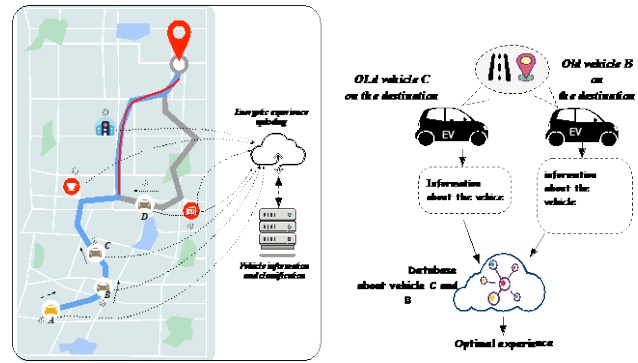 Energetic experience
uploading
D
C
B
A
Vehicle information
and classification
OLd vehicle C
on the destination
Old vehicle B
on
the destination
EV
EV
Information
about the vehice
information
about the
vehicle
Database
about vehicle C and
B
Optimal experience